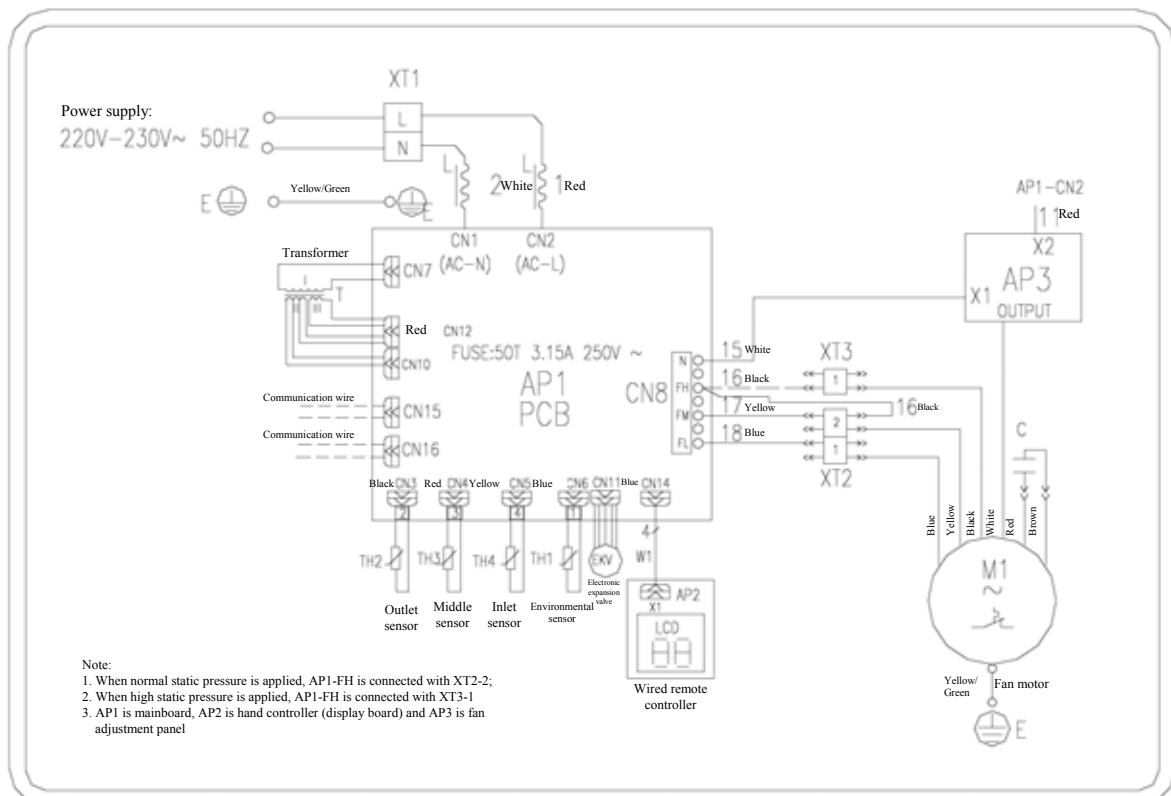 XT1
Power supply:
220V-230V~ 50HZ
L
N
L
2 White
L
1 Red
E
Yellow/Green
E
AP1-CN2
11 Red
X2
AP3
X1
OUTPUT
CN1
(AC-N)
CN2
(AC-L)
Transformer
I
II
III
T
CN7
Red
CN12
CN10
FUSE:50T 3.15A 250V ~
AP1
PCB
CN8
N
FH
FM
FL
15 White
16 Black
17 Yellow
18 Blue
XT3
1
16 Black
2
1
XT2
C
Communication wire
CN15
Communication wire
CN16
Black CN3
Red CN4
Yellow CN5
Blue CN6
CN11 Blue
CN14
2
3
4
1
TH2
TH3
TH4
TH1
EKV
4
W1
Outlet
sensor
Middle
sensor
Inlet
sensor
Environmental
sensor
Electronic
expansion
valve
X1
AP2
LCD
88
Wired remote
controller
Blue
Yellow
Black
White
Red
Brown
M1
~
Yellow/
Green
Fan motor
E
Note:
1. When normal static pressure is applied, AP1-FH is connected with XT2-2;
2. When high static pressure is applied, AP1-FH is connected with XT3-1
3. AP1 is mainboard, AP2 is hand controller (display board) and AP3 is fan
adjustment panel